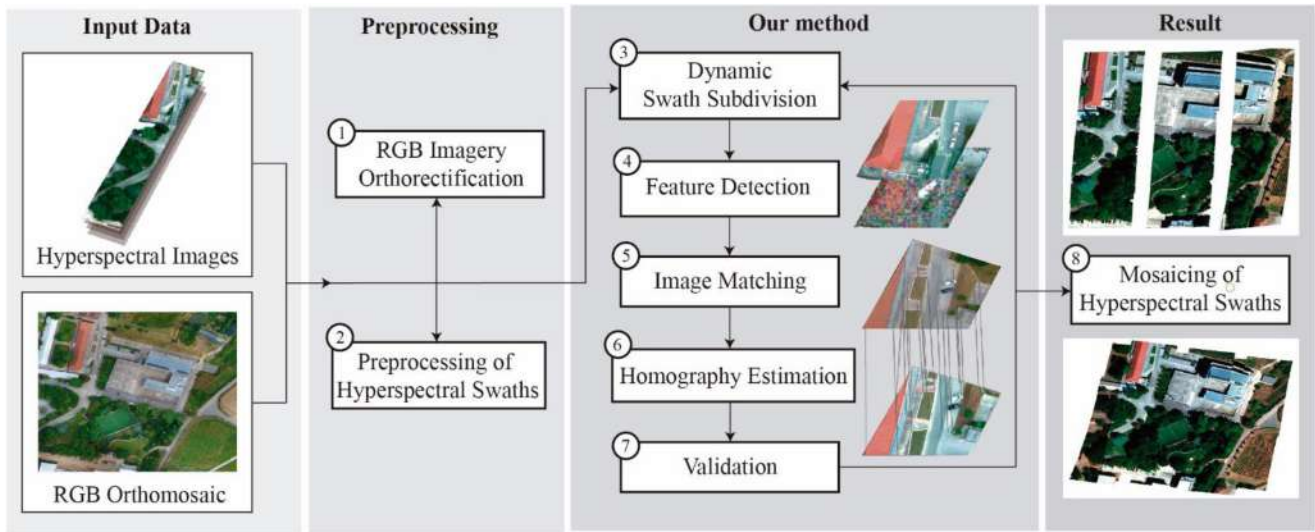 Input Data
Hyperspectral Images
RGB Orthomosaic
Preprocessing
1
RGB Imagery
Orthorectification
2
Preprocessing of
Hyperspectral Swaths
Our method
3
Dynamic
Swath Subdivision
4
Feature Detection
5
Image Matching
6
Homography Estimation
7
Validation
Result
8
Mosaicing of
Hyperspectral Swaths